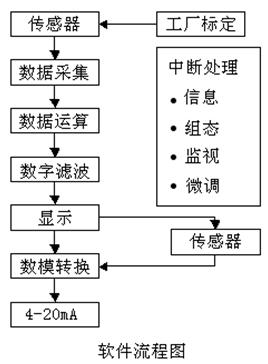 传感器
工厂标定
数据采集
数据运算
数字滤波
显示
数模转换
4-20mA
中断处理
• 信息
• 组态
• 监视
• 微调
传感器
软件流程图